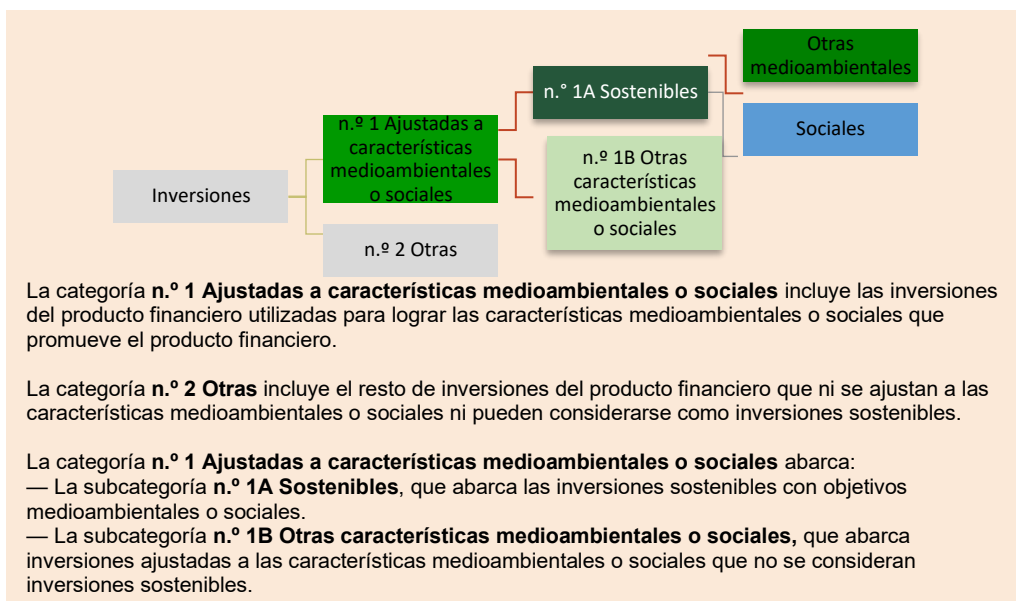 Otras
medioambientales
n.° 1A Sostenibles
Sociales
n.º 1 Ajustadas a
características
medioambientales
o sociales
n.º 1B Otras
características
medioambientales
o sociales
Inversiones
n.º 2 Otras
La categoría n.º 1 Ajustadas a características medioambientales o sociales incluye las inversiones
del producto financiero utilizadas para lograr las características medioambientales o sociales que
promueve el producto financiero.
La categoría n.º 2 Otras incluye el resto de inversiones del producto financiero que ni se ajustan a las
características medioambientales o sociales ni pueden considerarse como inversiones sostenibles.
La categoría n.º 1 Ajustadas a características medioambientales o sociales abarca:
— La subcategoría n.º 1A Sostenibles, que abarca las inversiones sostenibles con objetivos
medioambientales o sociales.
— La subcategoría n.º 1B Otras características medioambientales o sociales, que abarca
inversiones ajustadas a las características medioambientales o sociales que no se consideran
inversiones sostenibles.